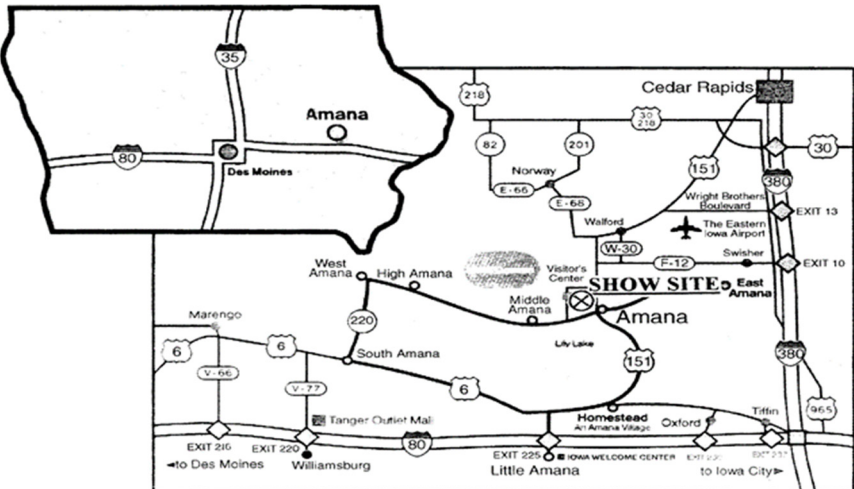 35
Amana
80
Des Moines
218
30
218
Cedar Rapids
82
201
30
151
380
Norway
E-66
E-68
Wright Brothers
Boulevard
EXIT 13
Walford
The Eastern
Iowa Airport
W-30
Swisher
F-12
EXIT 10
West
Amana
High Amana
Visitor's
Center
SHOW SITE
East
Amana
Middle
Amana
Amana
Marengo
220
Lily Lake
6
6
South Amana
151
380
V-66
V-77
6
965
Tanger Outlet Mall
Homestead
An Amana Village
Oxford
Tiffin
EXIT 216
EXIT 220
80
EXIT 225
IOWA WELCOME CENTER
to Des Moines
Williamsburg
Little Amana
to Iowa City